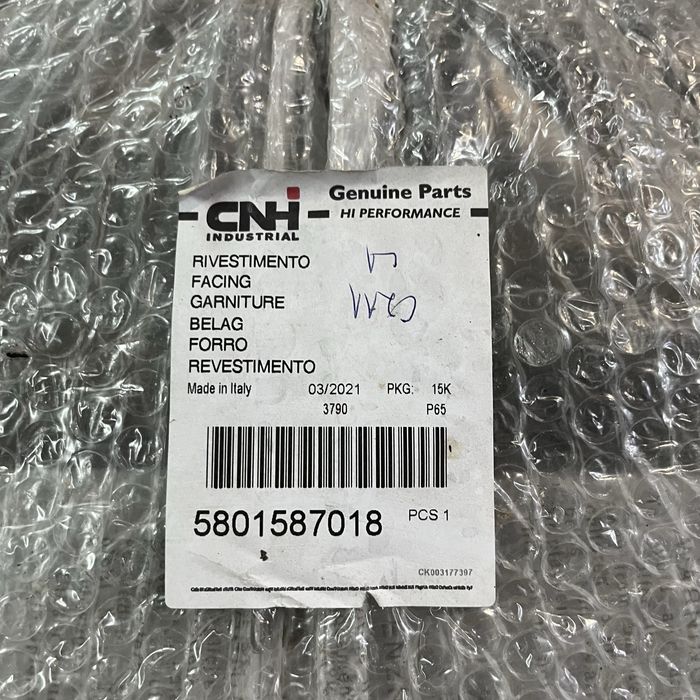 CNH
INDUSTRIAL
Genuine Parts
HI PERFORMANCE
RIVESTIMENTO
FACING
GARNITURE
BELAG
FORRO
REVESTIMENTO
Made in Italy 03/2021 PKG: 15K
3790 P65
5801587018 PCS 1
CK003177397